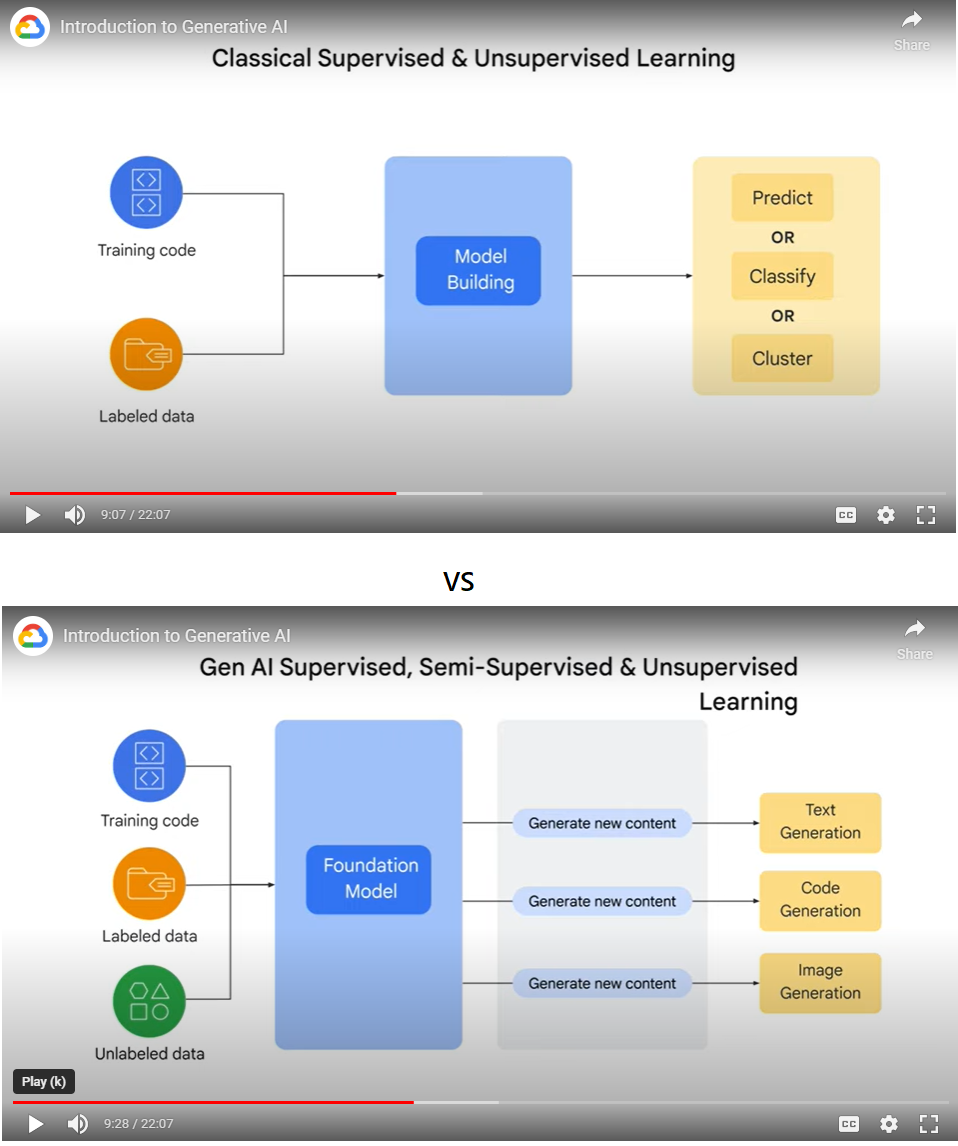 Introduction to Generative AI
Share
Classical Supervised & Unsupervised Learning
Training code
Labeled data
Model
Building
Predict
OR
Classify
OR
Cluster
9:07 / 22:07
CC
vs
Introduction to Generative AI
Share
Gen AI Supervised, Semi-Supervised & Unsupervised
Learning
Training code
Labeled data
Unlabeled data
Foundation
Model
Generate new content
Text
Generation
Generate new content
Code
Generation
Generate new content
Image
Generation
Play (k)
9:28 / 22:07
CC